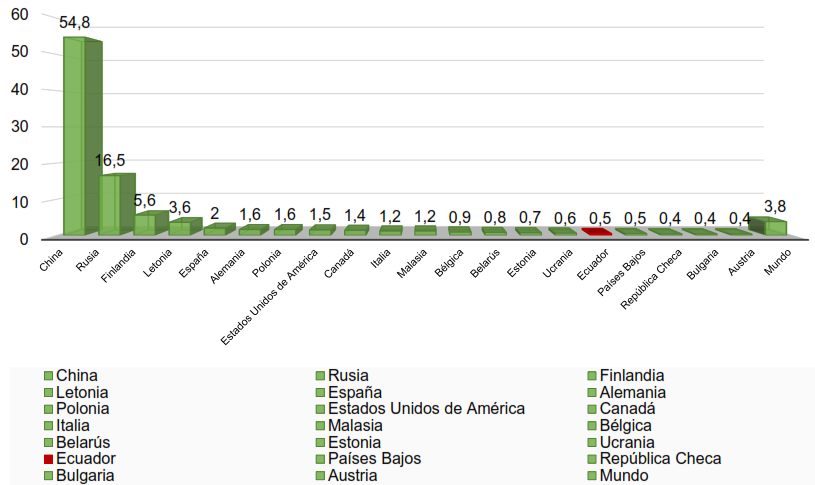 60
50
40
30
20
10
0
54,8
16,5
5,6
3,6
2
1,6
1,6
1,5
1,4
1,2
1,2
0,9
0,8
0,7
0,6
0,5
0,5
0,4
0,4
0,4
3,8
China
Rusia
Finlandia
Letonia
España
Alemania
Polonia
Estados Unidos de América
Canadá
Italia
Malasia
Bélgica
Belarús
Estonia
Ucrania
Ecuador
Países Bajos
República Checa
Bulgaria
Austria
Mundo
China Rusia Finlandia
Letonia España Alemania
Polonia Estados Unidos de América Canadá
Italia Malasia Bélgica
Belarús Estonia Ucrania
Ecuador Países Bajos República Checa
Bulgaria Austria Mundo